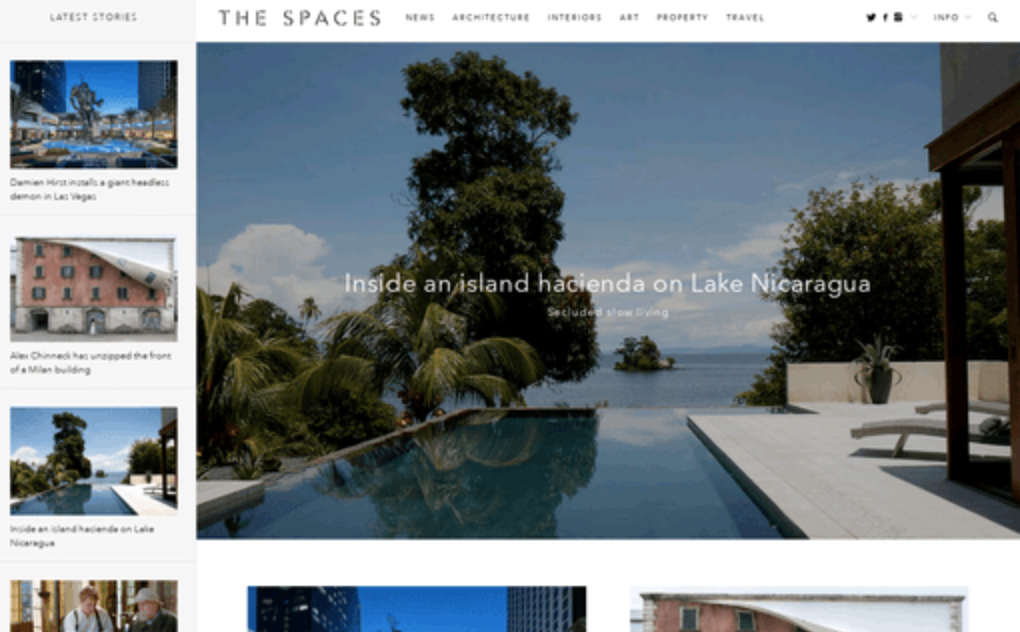 LATEST STORIES
THE SPACES
NEWS
ARCHITECTURE
INTERIORS
ART
PROPERTY
TRAVEL
INFO
Damien Hirst installs a giant headless
demon in Las Vegas
Alex Chinneck has unzipped the front
of a Milan building
Inside an island hacienda on Lake
Nicaragua
Inside an island hacienda on Lake Nicaragua
Secluded slow living